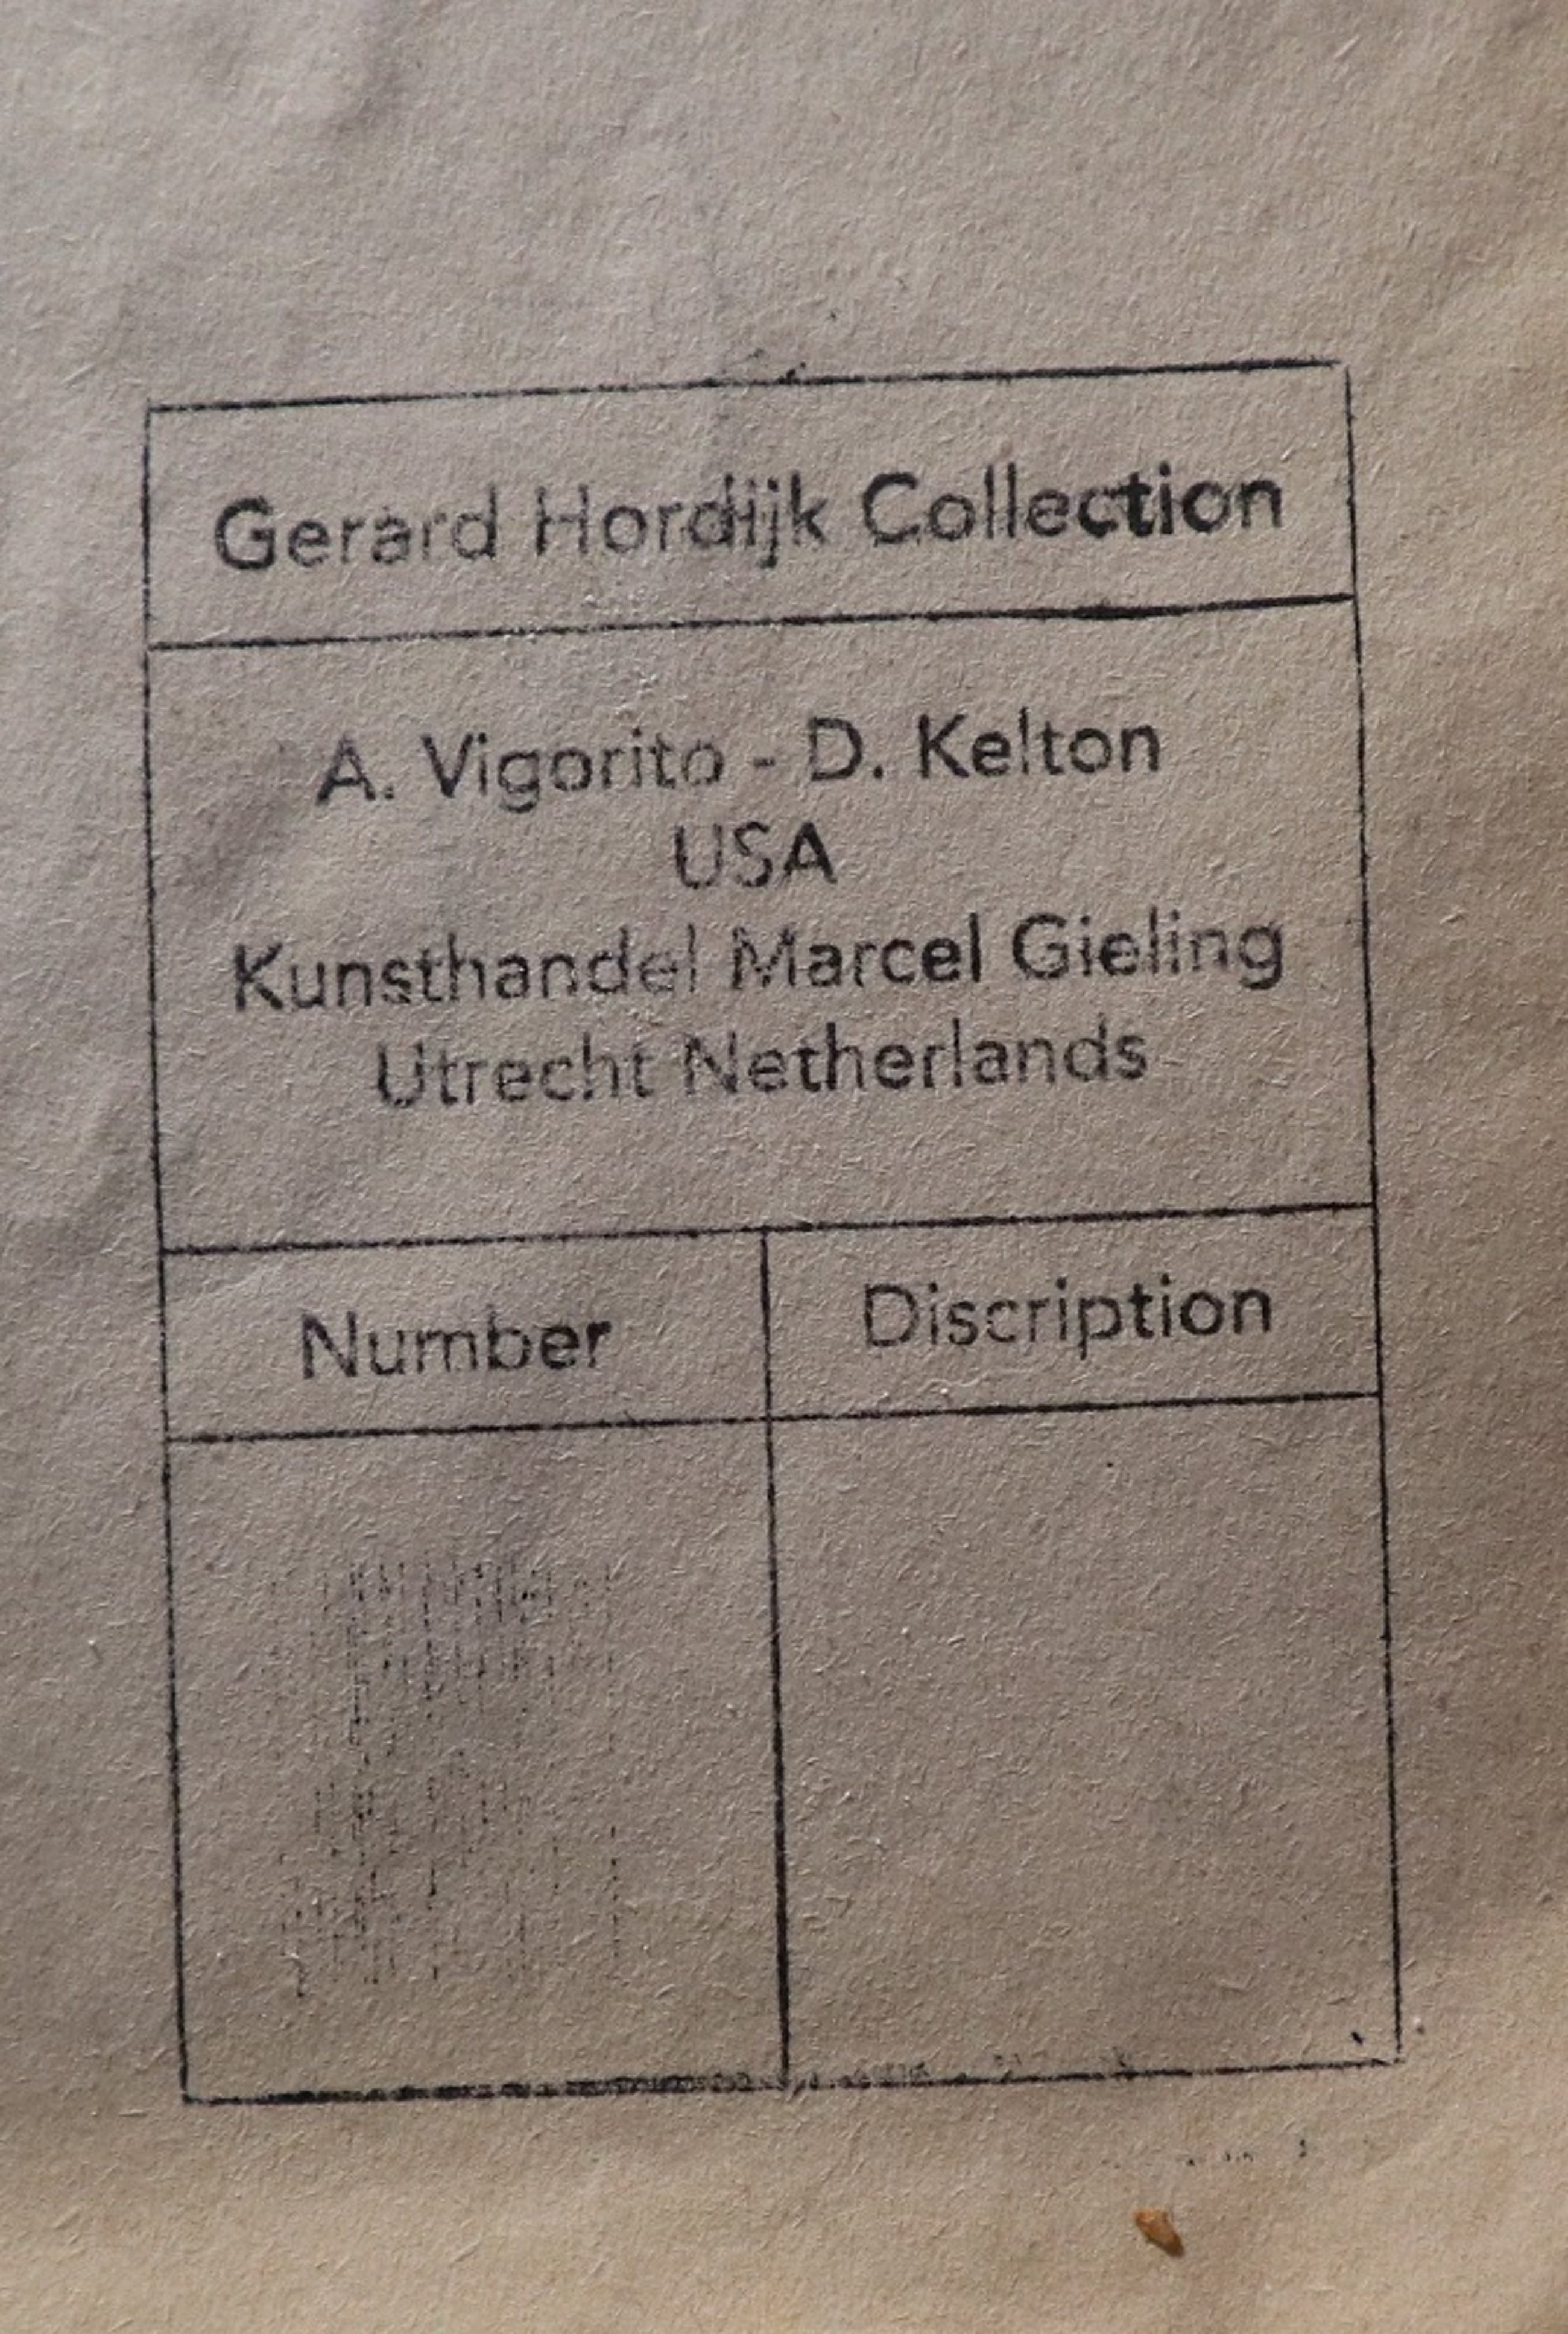 Gerard Hordijk Collection
A. Vigorito - D. Kelton
USA
Kunsthandel Marcel Gieling
Utrecht Netherlands
Number
Discription